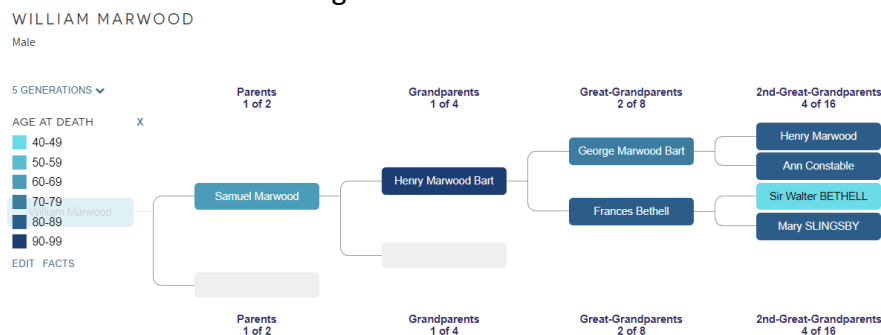 WILLIAM MARWOOD
Male
5 GENERATIONS
Parents
1 of 2
Grandparents
1 of 4
Great-Grandparents
2 of 8
2nd-Great-Grandparents
4 of 16
AGE AT DEATH X
40-49
50-59
60-69
70-79
80-89
90-99
EDIT FACTS
William Marwood
Samuel Marwood
Henry Marwood Bart
George Marwood Bart
Frances Bethell
Henry Marwood
Ann Constable
Sir Walter BETHELL
Mary SLINGSBY
Parents
1 of 2
Grandparents
1 of 4
Great-Grandparents
2 of 8
2nd-Great-Grandparents
4 of 16